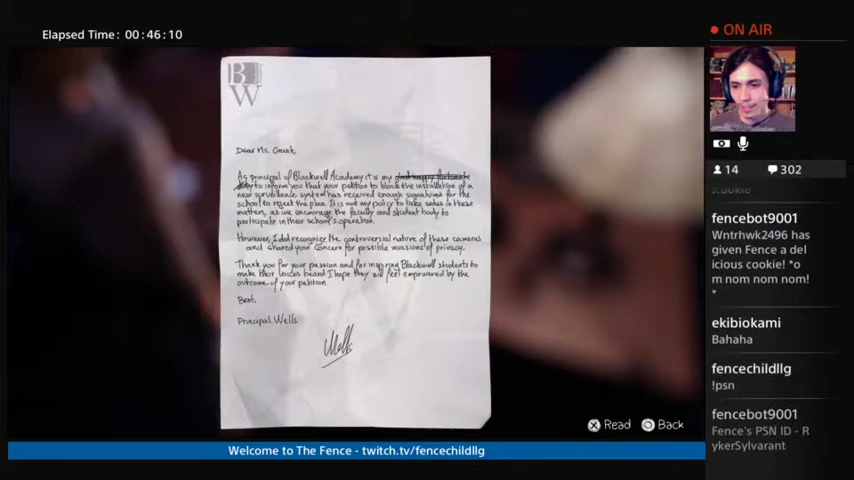 Elapsed Time : 00:46:10
ON AIR
BW
Dear Ms. Grant,
As principal of Blackwell Academy it is my
duty to inform you that your petition to block the installation of a
new surveillance system has received enough signatures for the
school to reject the plan. It is not my policy to take sides in these
matters, as we encourage the faculty and student body to
participate in their school's operation.
However, I did recognize the controversial nature of these cameras
and shared your concern for possible invasions of privacy.
Thank you for your passion and for inspiring Blackwell students to
make their voices heard. I hope they will feel empowered by the
outcome of your petition.
Best,
Principal Wells
Wells
Read
Back
Welcome to The Fence - twitch.tv/fencechildllg
14
302
!cookie
fencebot9001
Wntrhwk2496 has
given Fence a del
icious cookie! *o
m nom nom nom!
*
ekibiokami
Bahaha
fencechildllg
!psn
fencebot9001
Fence's PSN ID - R
ykerSylvarant